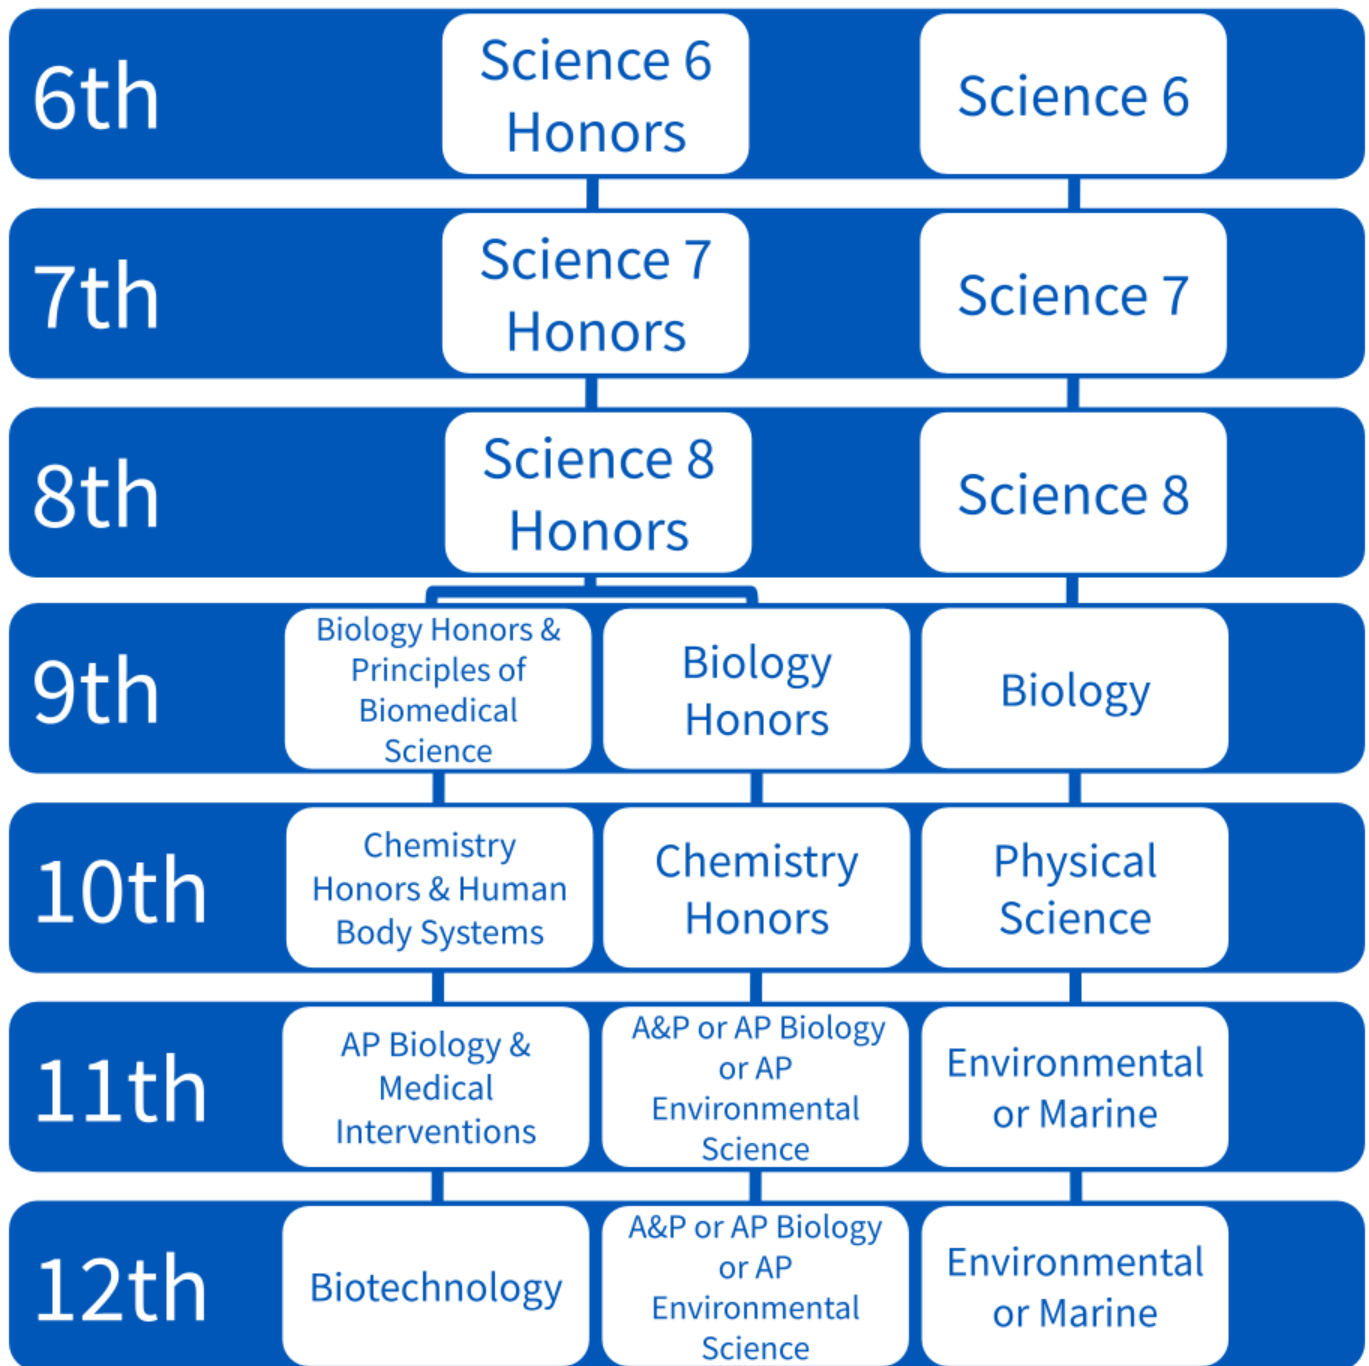 6th
Science 6
Honors
Science 6
7th
Science 7
Honors
Science 7
8th
Science 8
Honors
Science 8
9th
Biology Honors &
Principles of
Biomedical
Science
Biology
Honors
Biology
10th
Chemistry
Honors & Human
Body Systems
Chemistry
Honors
Physical
Science
11th
AP Biology &
Medical
Interventions
A&P or AP Biology
or AP
Environmental
Science
Environmental
or Marine
12th
Biotechnology
A&P or AP Biology
or AP
Environmental
Science
Environmental
or Marine